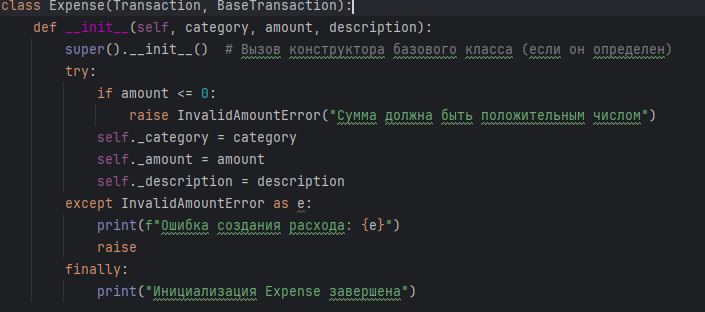 class Expense(Transaction, BaseTransaction):
    def __init__(self, category, amount, description):
        super().__init__()  # Вызов конструктора базового класса (если он определен)
        try:
            if amount <= 0:
                raise InvalidAmountError("Сумма должна быть положительным числом")
            self._category = category
            self._amount = amount
            self._description = description
        except InvalidAmountError as e:
            print(f"Ошибка создания расхода: {e}")
            raise
        finally:
            print("Инициализация Expense завершена")